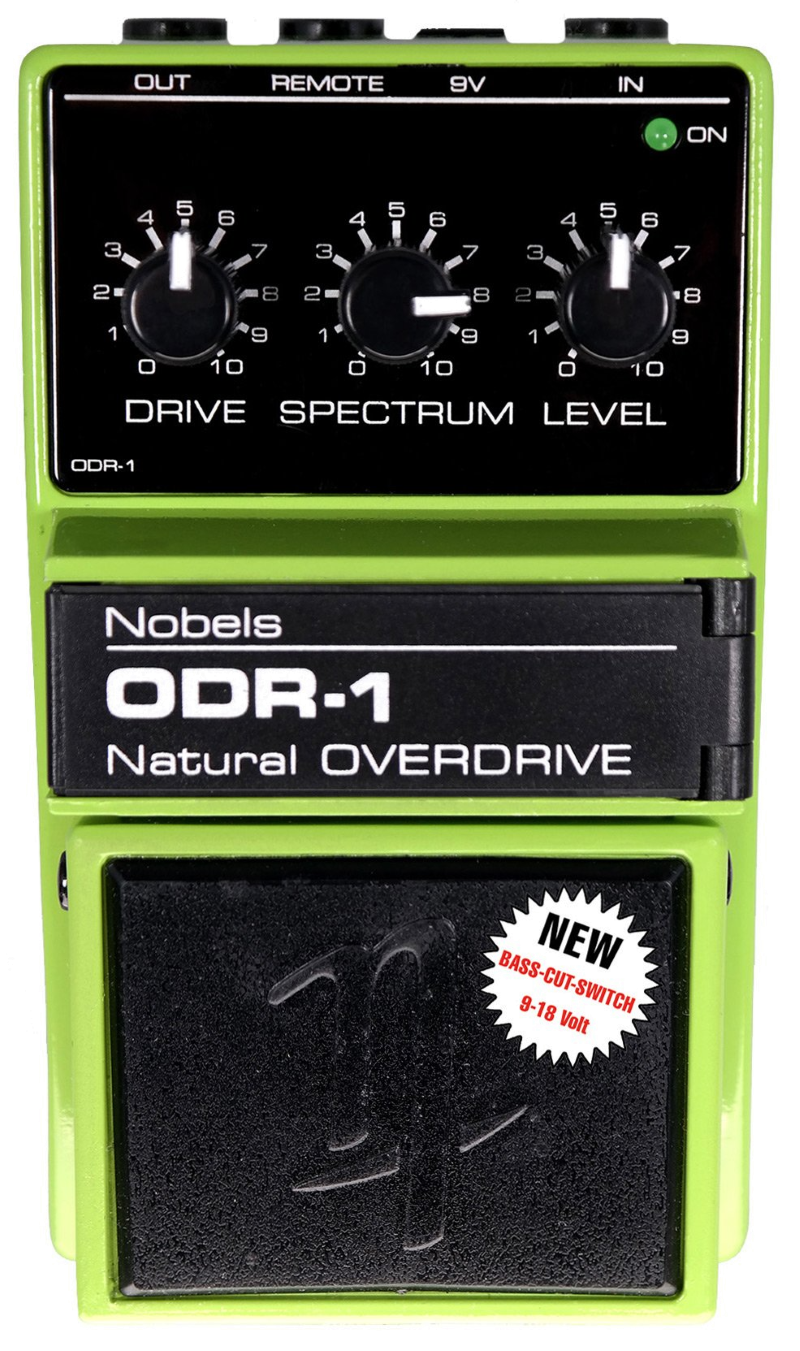 OUT REMOTE 9V IN
ON
0 1 2 3 4 5 6 7 8 9 10
0 1 2 3 4 5 6 7 8 9 10
0 1 2 3 4 5 6 7 8 9 10
DRIVE SPECTRUM LEVEL
ODR-1
Nobels
ODR-1
Natural OVERDRIVE
NEW
BASS-CUT-SWITCH
9-18 Volt